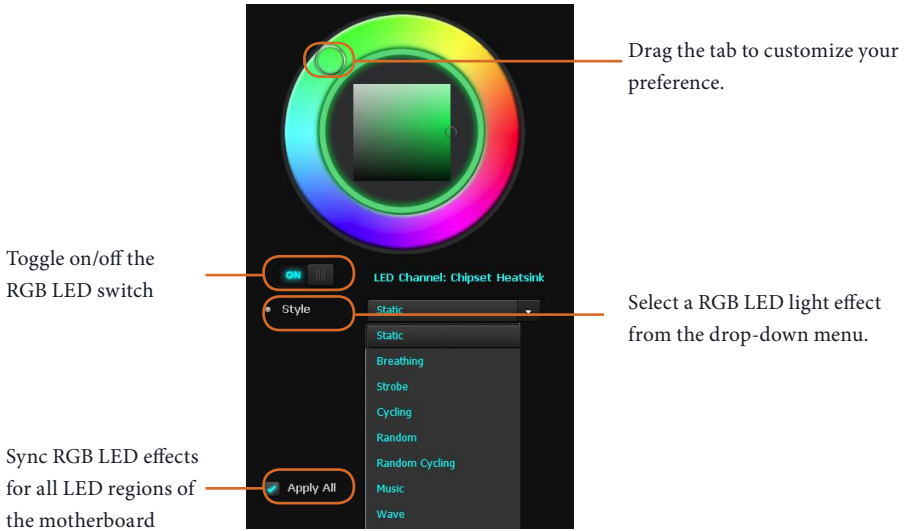 Drag the tab to customize your
preference.
Toggle on/off the
RGB LED switch
ON
LED Channel: Chipset Heatsink
Style
Static
Select a RGB LED light effect
from the drop-down menu.
Static
Breathing
Strobe
Cycling
Random
Random Cycling
Music
Wave
Sync RGB LED effects
for all LED regions of
the motherboard
Apply All